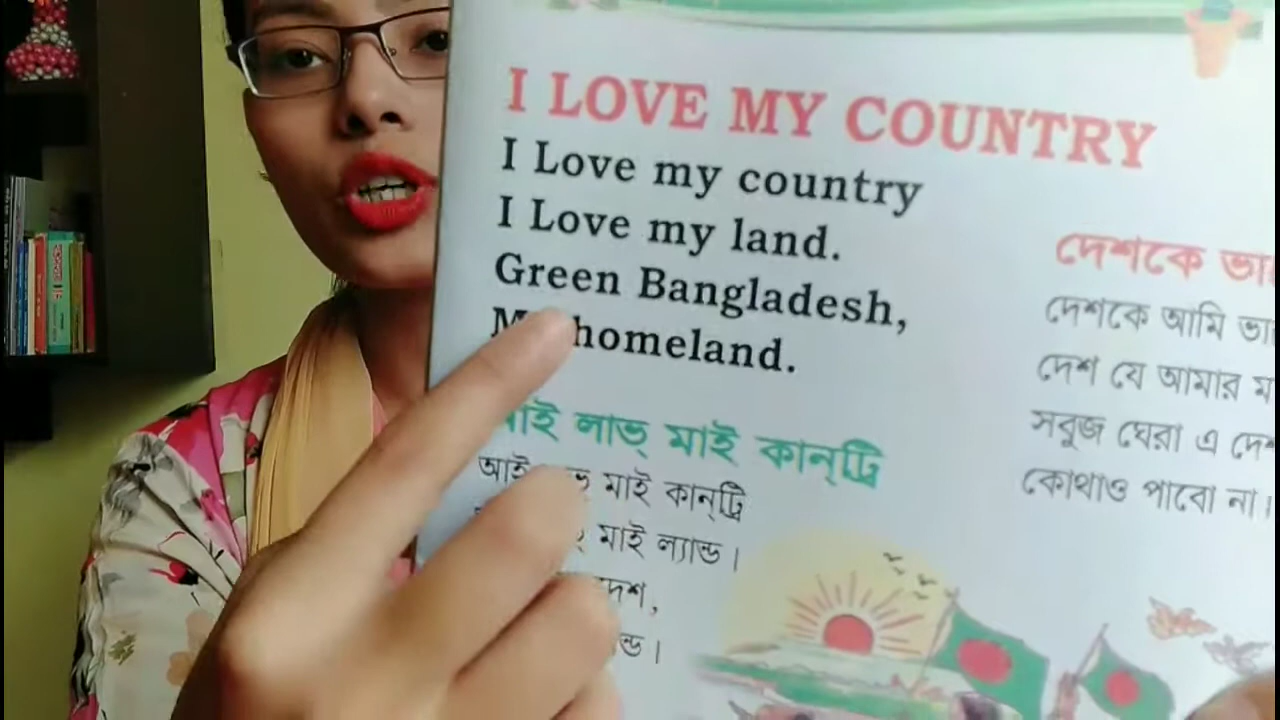 I LOVE MY COUNTRY
I Love my country
I Love my land.
Green Bangladesh,
homeland.
মাই লাভ্ মাই কান্ট্রি
আই মাই কান্ট্রি
মাই ল্যান্ড।
দেশকে
দেশকে আমি
দেশ যে আমার
সবুজ ঘেরা এ
কোথাও পাবো না।